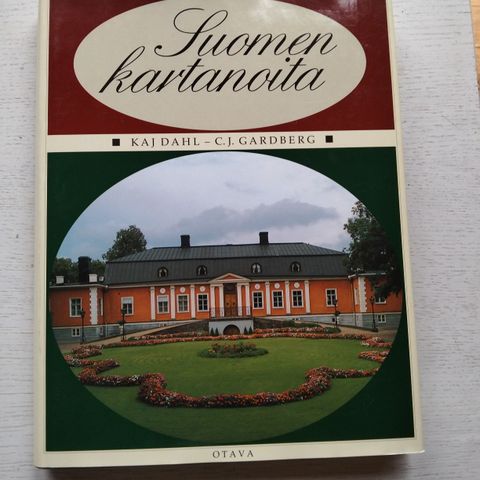 Suomen
kartanoita
■ KAJ DAHL – C.J. GARDBERG ■
OTAVA